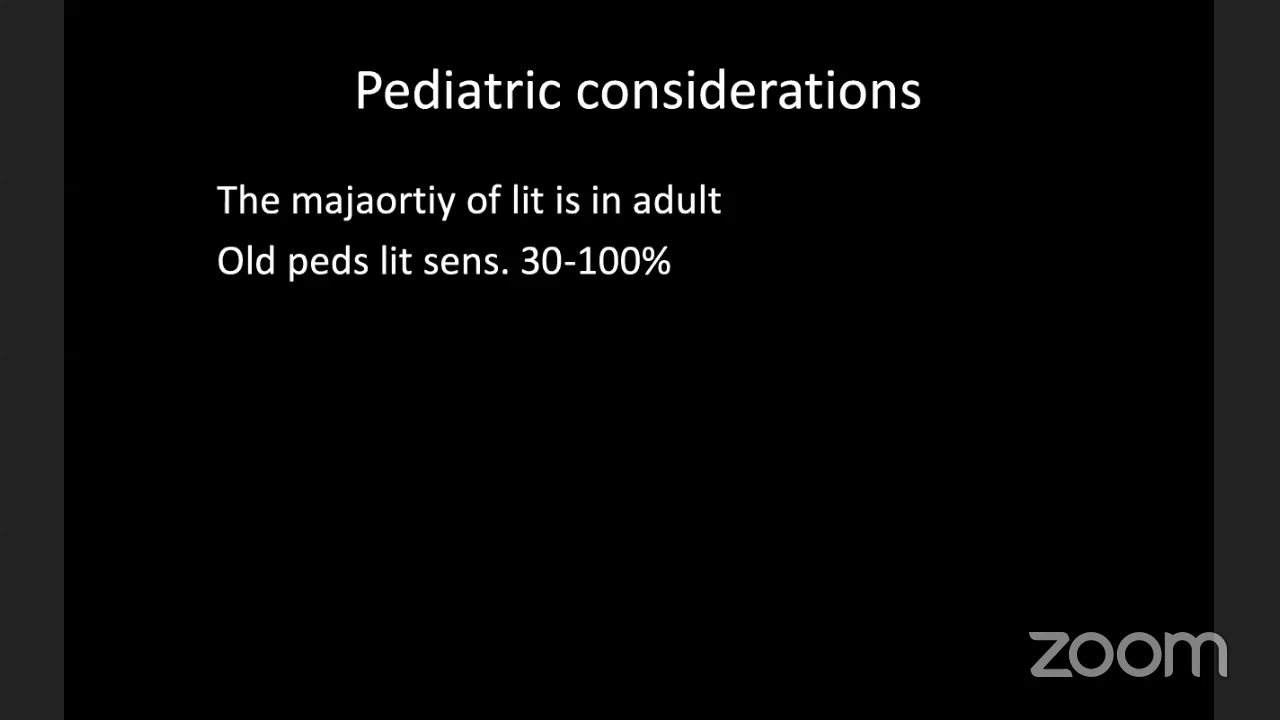 Pediatric considerations
The majaortiy of lit is in adult
Old peds lit sens. 30-100%
zoom